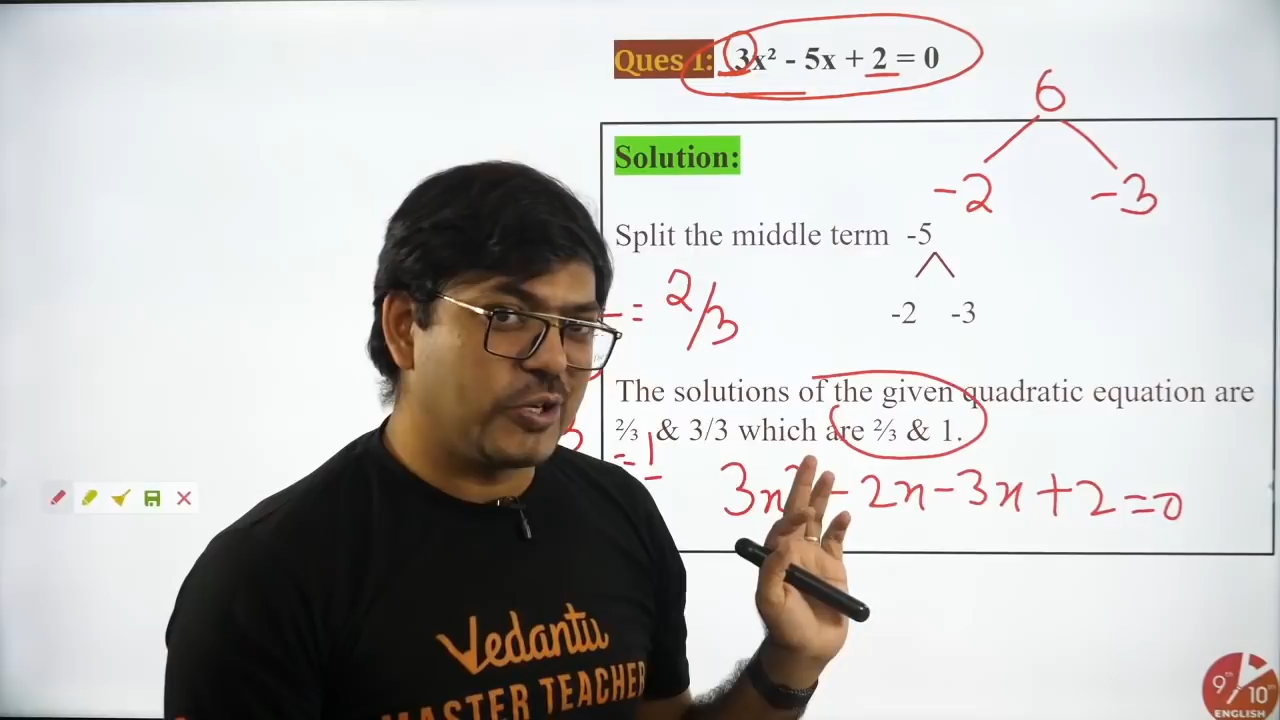 Ques 1: 3x² - 5x + 2 = 0
6
-2 -3
Solution:
Split the middle term -5
-2 -3
= 2/3
The solutions of the given quadratic equation are
⅔ & 3/3 which are ⅔ & 1.
= 1
3x² - 2x - 3x + 2 = 0
Vedantu
MASTER TEACHER
9th 10th
ENGLISH